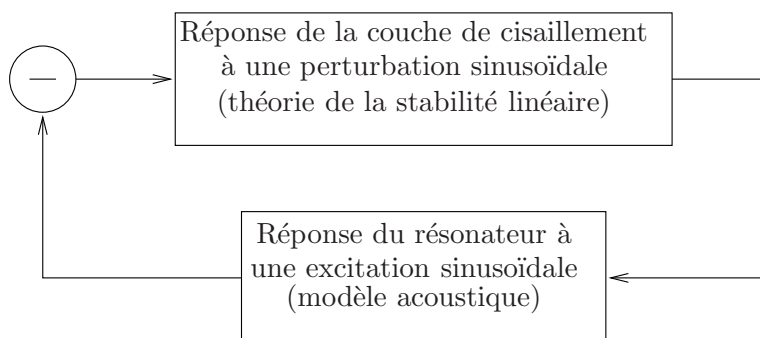 Réponse de la couche de cisaillement
à une perturbation sinusoïdale
(théorie de la stabilité linéaire)
—
Réponse du résonateur à
une excitation sinusoïdale
(modèle acoustique)